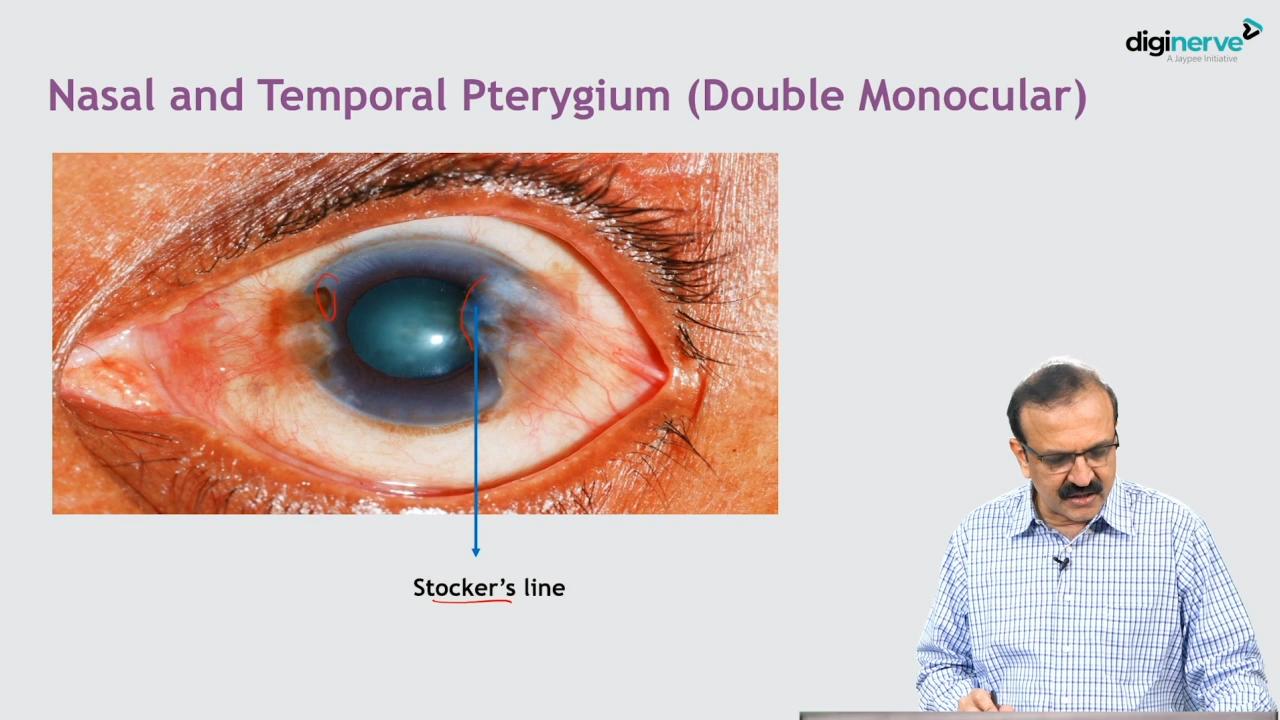 diginerve
A Jaypee Initiative
Nasal and Temporal Pterygium (Double Monocular)
Stocker's line